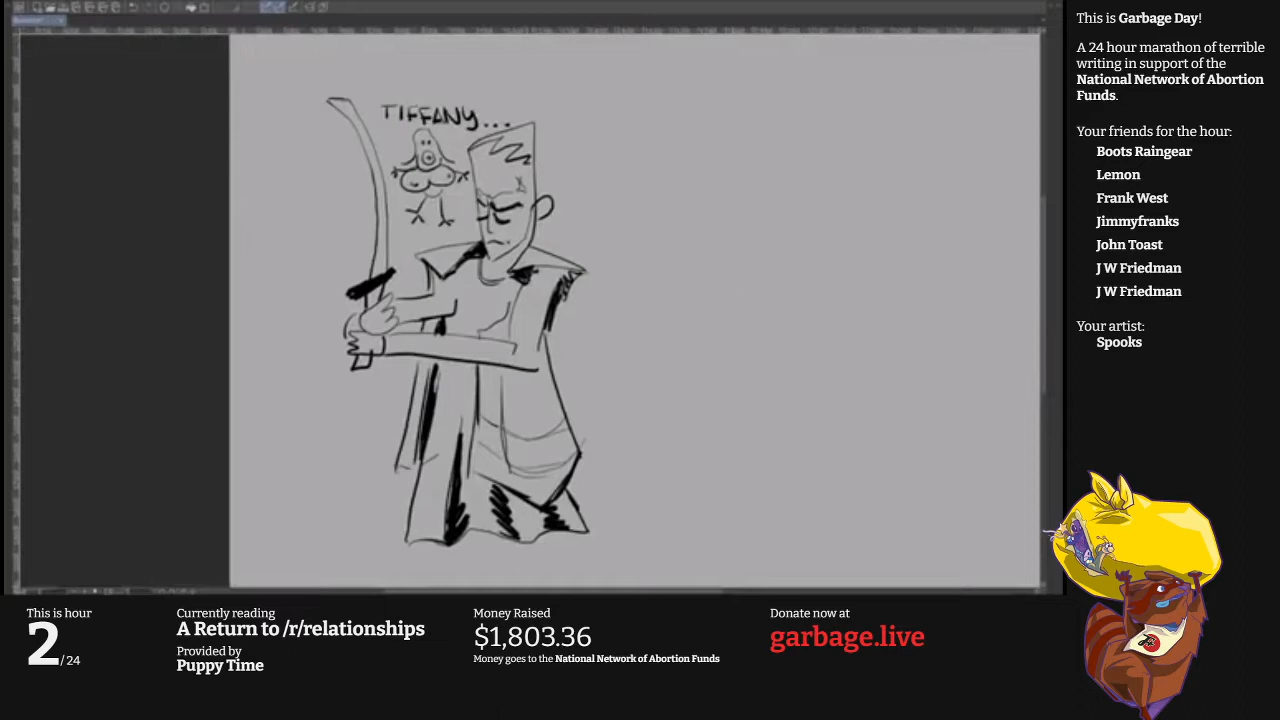 This is Garbage Day!
A 24 hour marathon of terrible
writing in support of the
National Network of Abortion
Funds.
Your friends for the hour:
Boots Raingear
Lemon
Frank West
Jimmyfranks
John Toast
J W Friedman
J W Friedman
Your artist:
Spooks
TIFFANY...
This is hour
2/24
Currently reading
A Return to /r/relationships
Provided by
Puppy Time
Money Raised
$1,803.36
Money goes to the National Network of Abortion Funds
Donate now at
garbage.live